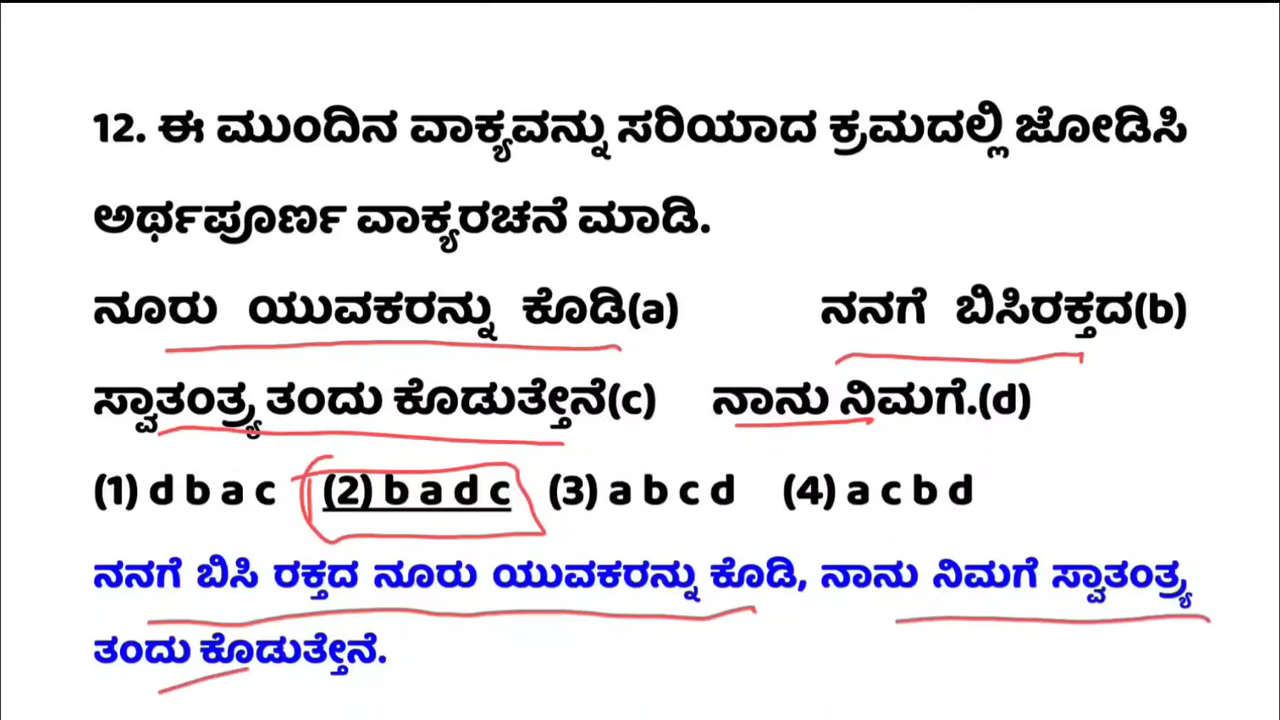 12. ಈ ಮುಂದಿನ ವಾಕ್ಯವನ್ನು ಸರಿಯಾದ ಕ್ರಮದಲ್ಲಿ ಜೋಡಿಸಿ
ಅರ್ಥಪೂರ್ಣ ವಾಕ್ಯರಚನೆ ಮಾಡಿ.
ನೂರು ಯುವಕರನ್ನು ಕೊಡಿ(a) ನನಗೆ ಬಿಸಿರಕ್ತದ(b)
ಸ್ವಾತಂತ್ರ್ಯ ತಂದು ಕೊಡುತ್ತೇನೆ(c) ನಾನು ನಿಮಗೆ.(d)
(1) d b a c (2) b a d c (3) a b c d (4) a c b d
ನನಗೆ ಬಿಸಿ ರಕ್ತದ ನೂರು ಯುವಕರನ್ನು ಕೊಡಿ, ನಾನು ನಿಮಗೆ ಸ್ವಾತಂತ್ರ್ಯ
ತಂದು ಕೊಡುತ್ತೇನೆ.